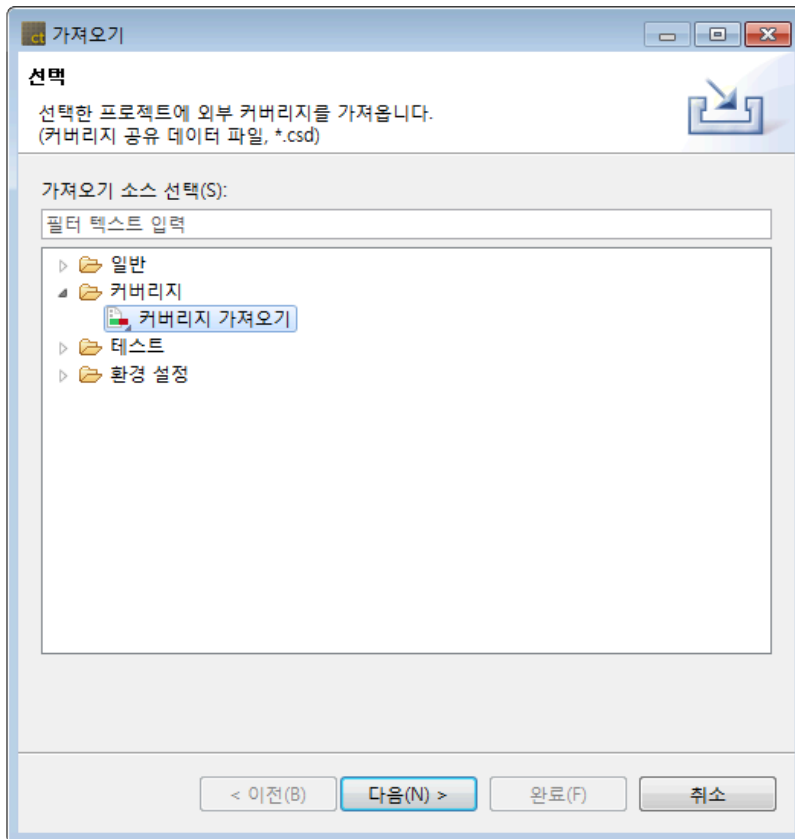 ct 가져오기
선택
선택한 프로젝트에 외부 커버리지를 가져옵니다.
(커버리지 공유 데이터 파일, *.csd)
가져오기 소스 선택(S):
필터 텍스트 입력
일반
커버리지
커버리지 가져오기
테스트
환경 설정
< 이전(B) 다음(N) > 완료(F) 취소